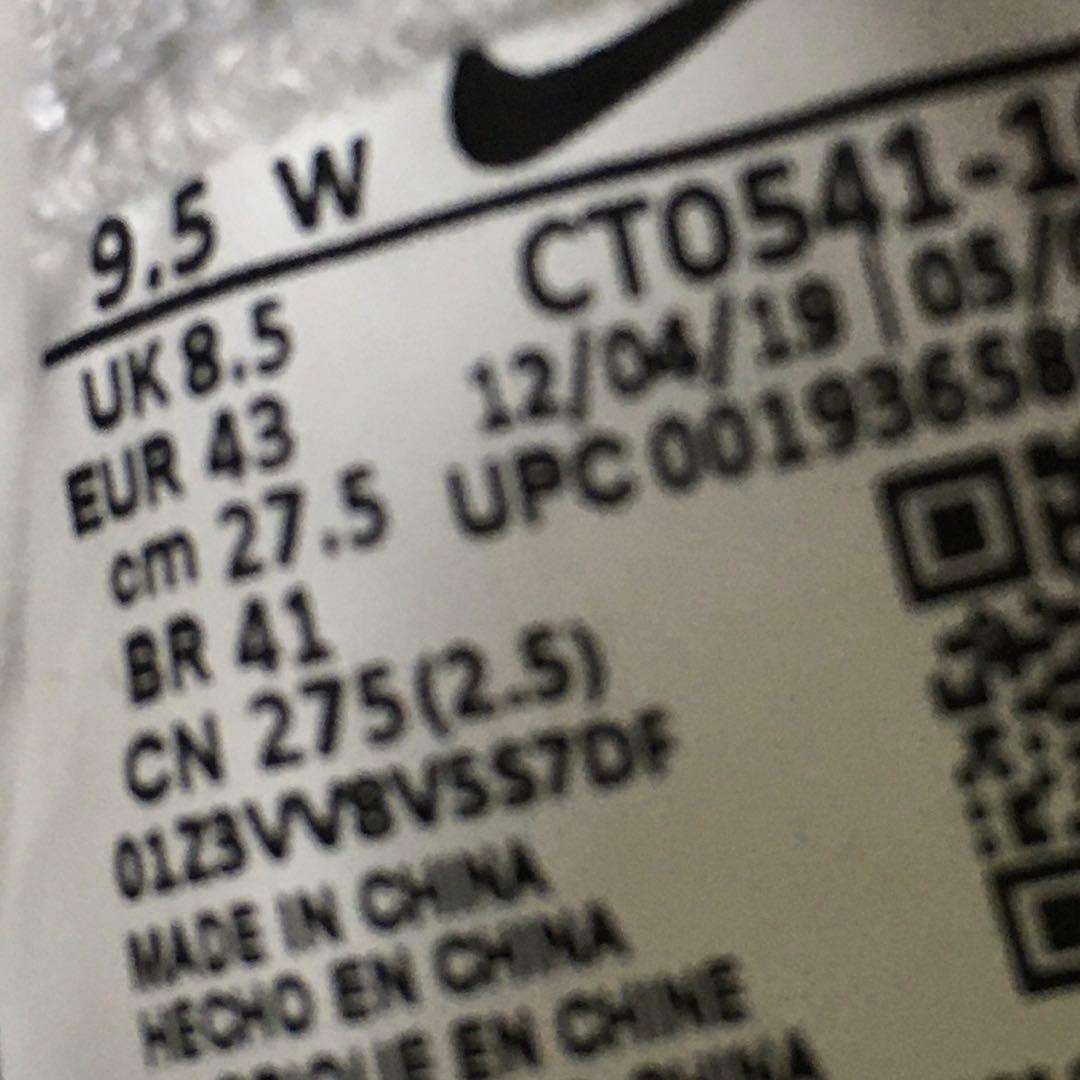 9.5 W
CT0541-1
UK 8.5
12/04/19 | 05/
EUR 43
UPC 00193658
cm 27.5
BR 41
CN 275(2.5)
01Z3VV8V5S7DF
MADE IN CHINA
HECHO EN CHINA
EN CHINE